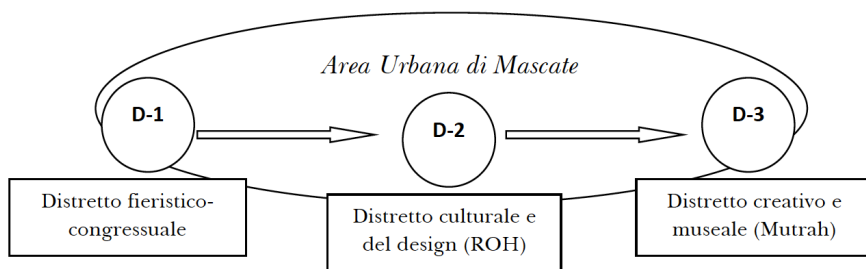 Area Urbana di Mascate
D-1
D-2
D-3
Distretto fieristico-
congressuale
Distretto culturale e
del design (ROH)
Distretto creativo e
museale (Mutrah)